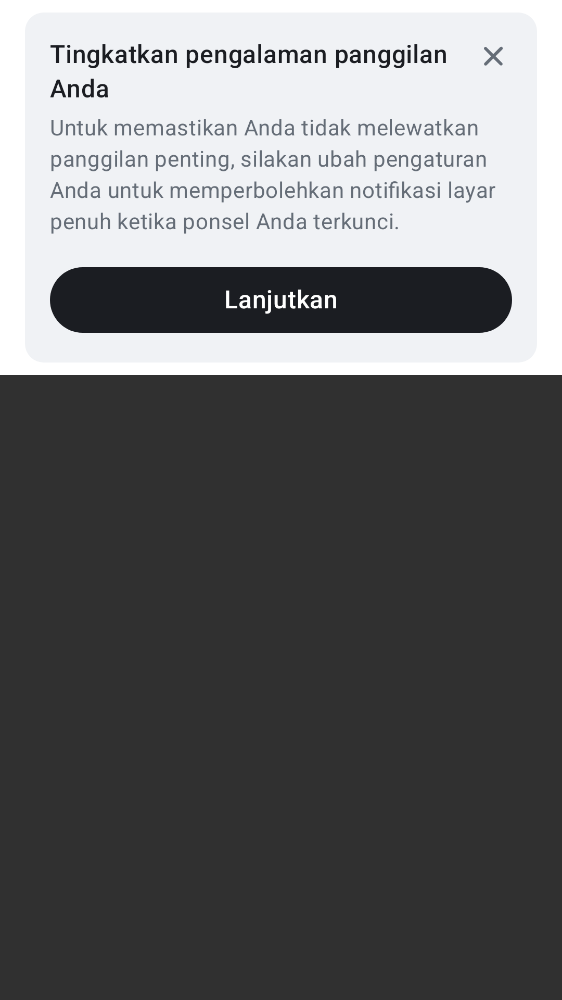 Tingkatkan pengalaman panggilan
Anda
Untuk memastikan Anda tidak melewatkan
panggilan penting, silakan ubah pengaturan
Anda untuk memperbolehkan notifikasi layar
penuh ketika ponsel Anda terkunci.
Lanjutkan